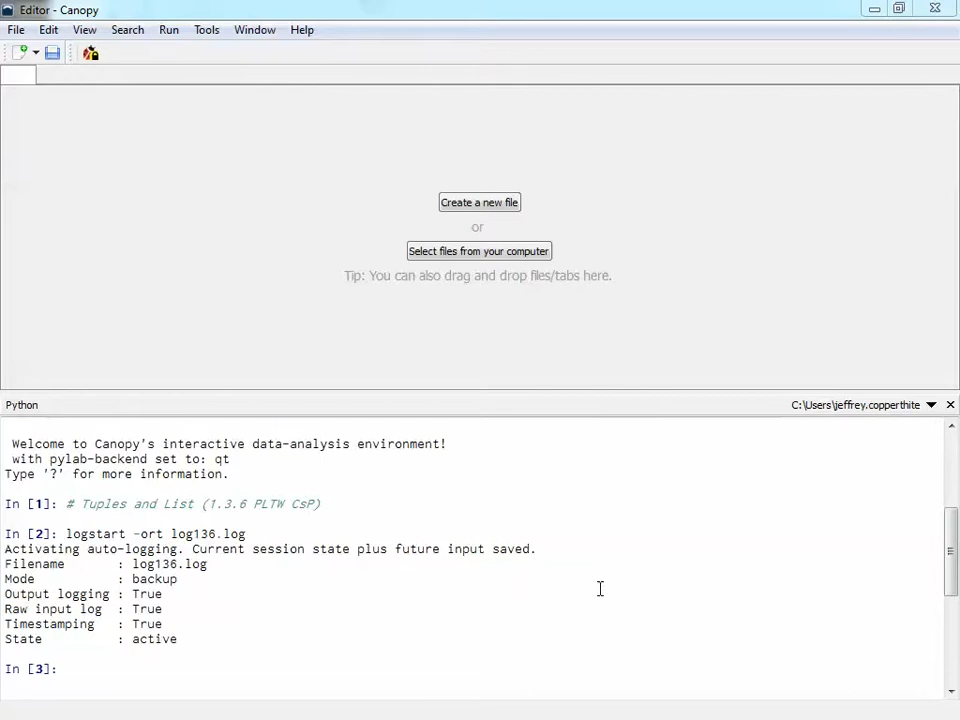 Editor - Canopy
File Edit View Search Run Tools Window Help
Create a new file
or
Select files from your computer
Tip: You can also drag and drop files/tabs here.
Python C:\Users\jeffrey.copperthite
Welcome to Canopy's interactive data-analysis environment!
with pylab-backend set to: qt
Type '?' for more information.
In [1]: # Tuples and List (1.3.6 PLTW CsP)
In [2]: logstart -ort log136.log
Activating auto-logging. Current session state plus future input saved.
Filename : log136.log
Mode : backup
Output logging : True
Raw input log : True
Timestamping : True
State : active
In [3]: